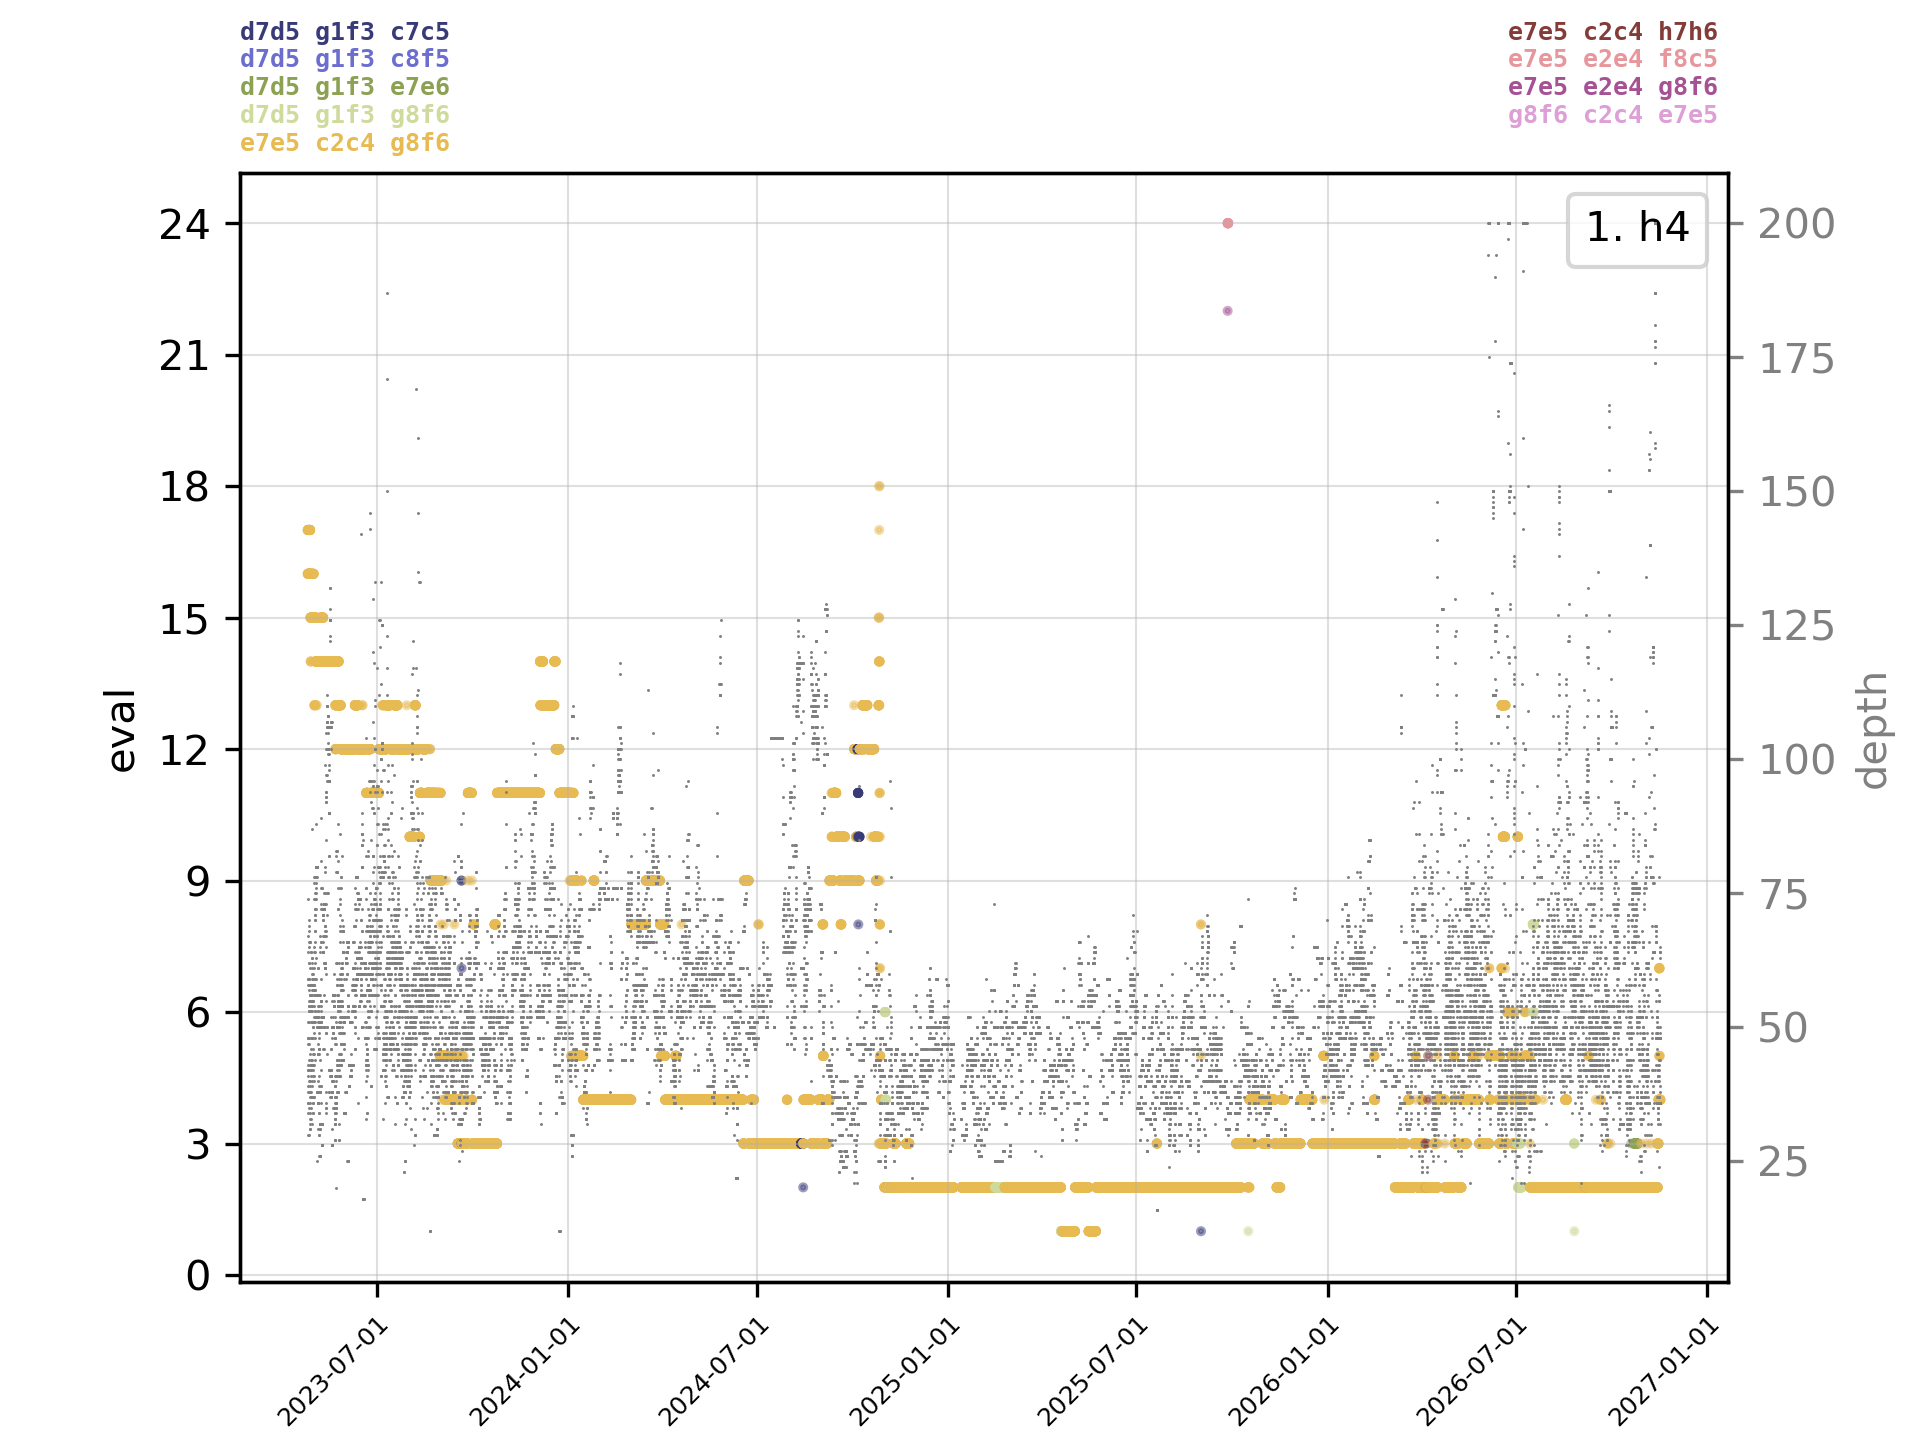 d7d5 g1f3 c7c5
d7d5 g1f3 c8f5
d7d5 g1f3 e7e6
d7d5 g1f3 g8f6
e7e5 c2c4 g8f6
e7e5 c2c4 h7h6
e7e5 e2e4 f8c5
e7e5 e2e4 g8f6
g8f6 c2c4 e7e5
1. h4
eval
24
21
18
15
12
9
6
3
0
depth
200
175
150
125
100
75
50
25
2023-07-01
2024-01-01
2024-07-01
2025-01-01
2025-07-01
2026-01-01
2026-07-01
2027-01-01